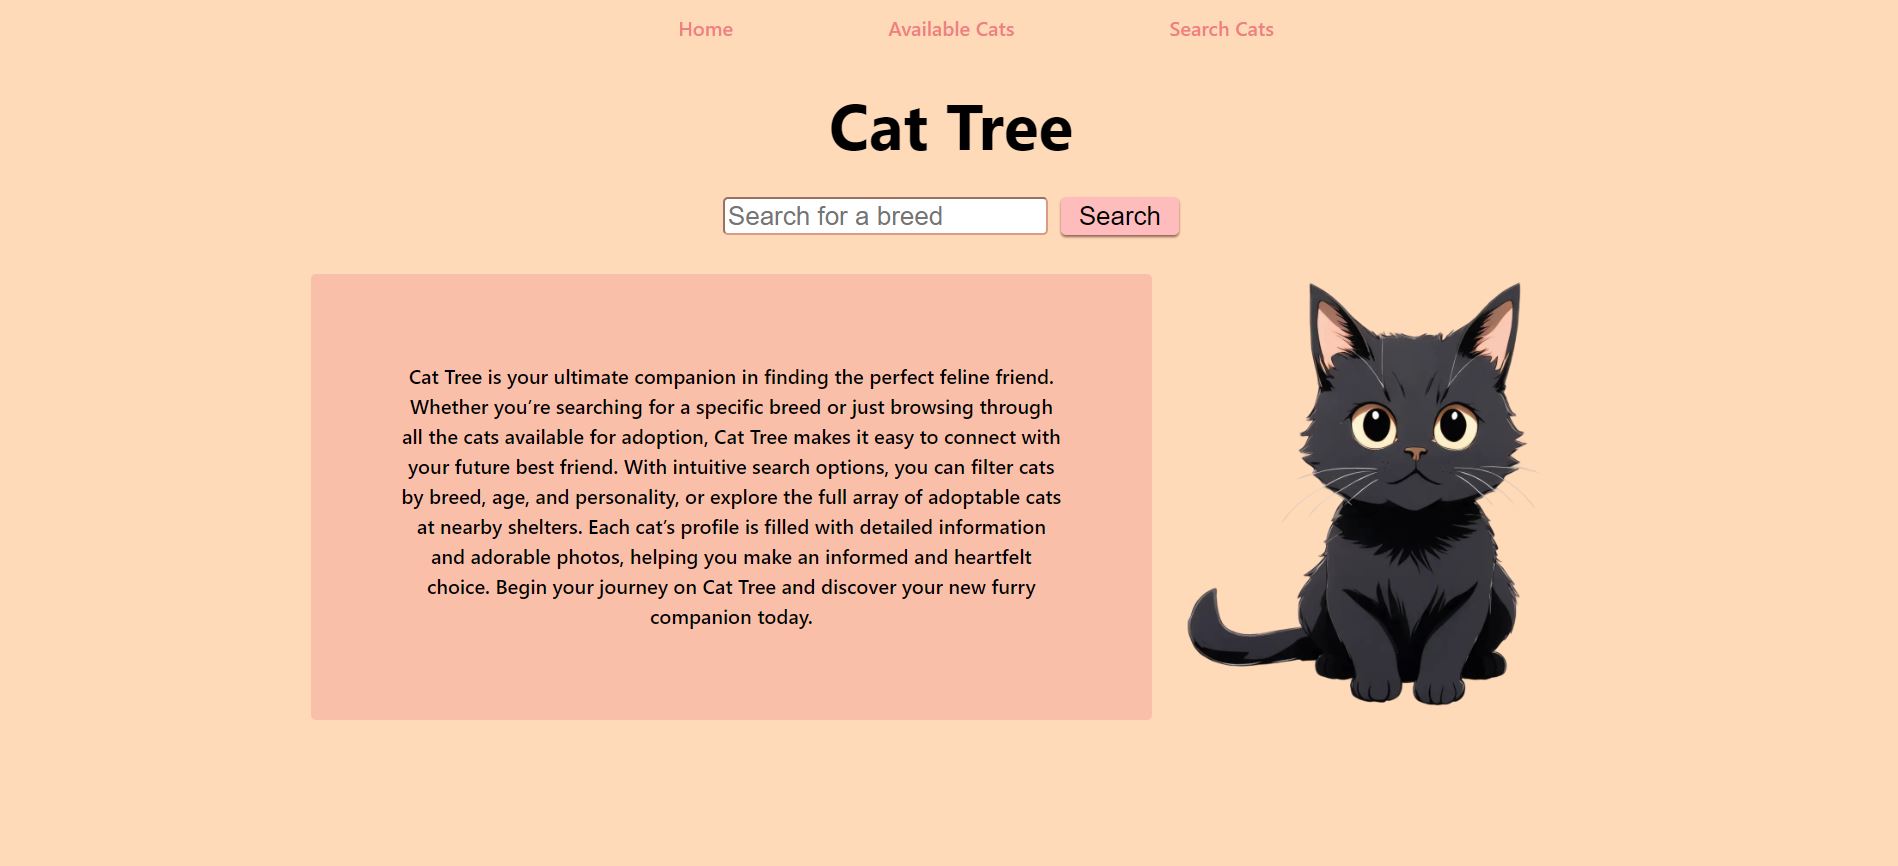 Home Available Cats Search Cats
Cat Tree
Search for a breed Search
Cat Tree is your ultimate companion in finding the perfect feline friend.
Whether you’re searching for a specific breed or just browsing through
all the cats available for adoption, Cat Tree makes it easy to connect with
your future best friend. With intuitive search options, you can filter cats
by breed, age, and personality, or explore the full array of adoptable cats
at nearby shelters. Each cat’s profile is filled with detailed information
and adorable photos, helping you make an informed and heartfelt
choice. Begin your journey on Cat Tree and discover your new furry
companion today.